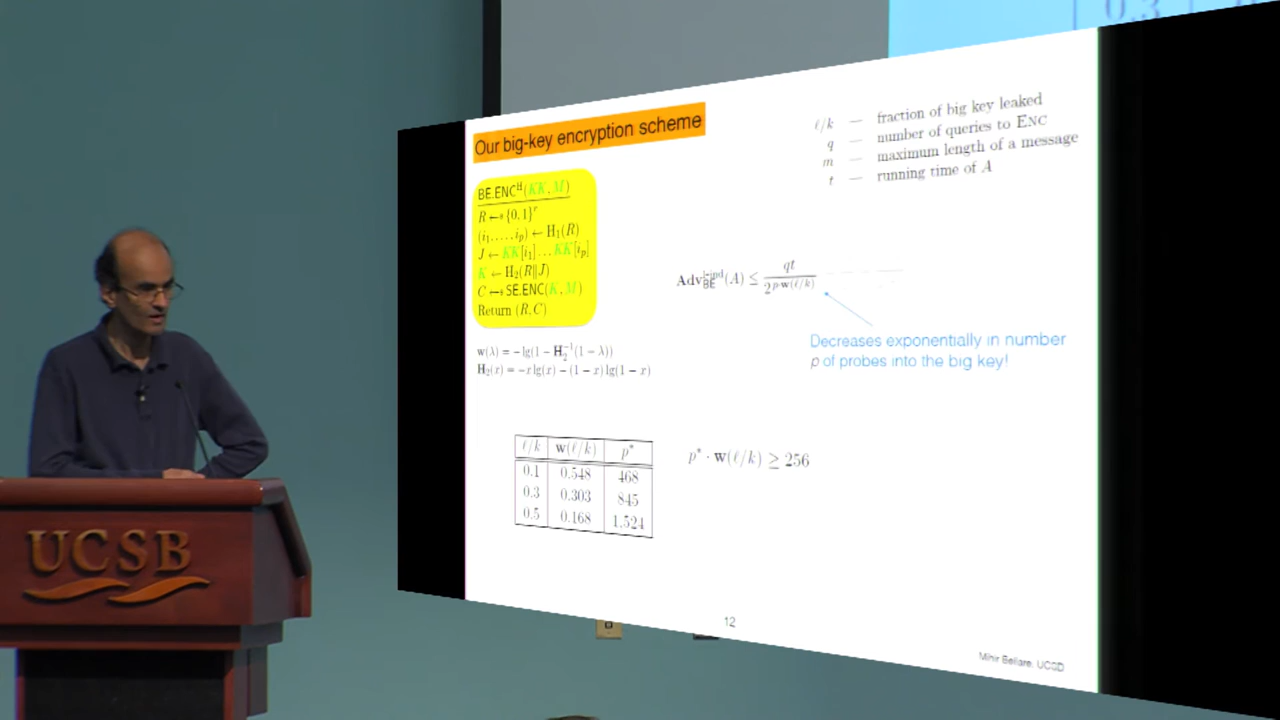 Our big-key encryption scheme
BE.ENC^H(KK, M)
R ←$ {0,1}^r
(i_1, ..., i_p) ← H_1(R)
J ← KK[i_1] ... KK[i_p]
K ← H_2(R||J)
C ←$ SE.ENC(K, M)
Return (R, C)
ℓ/k — fraction of big key leaked
q — number of queries to ENC
m — maximum length of a message
t — running time of A
(A) ≤ qt / 2^{p·w(ℓ/k)}
Decreases exponentially in number
p of probes into the big key!
w(λ) = −lg(1 − H_2^{-1}(1 − λ))
H_2(x) = −x lg(x) − (1 − x) lg(1 − x)
ℓ/k w(ℓ/k) p*
0.1 0.548 468
0.3 0.303 845
0.5 0.168 1,524
p* · w(ℓ/k) ≥ 256
12
Mihir Bellare, UCSD
UCSB
0.3